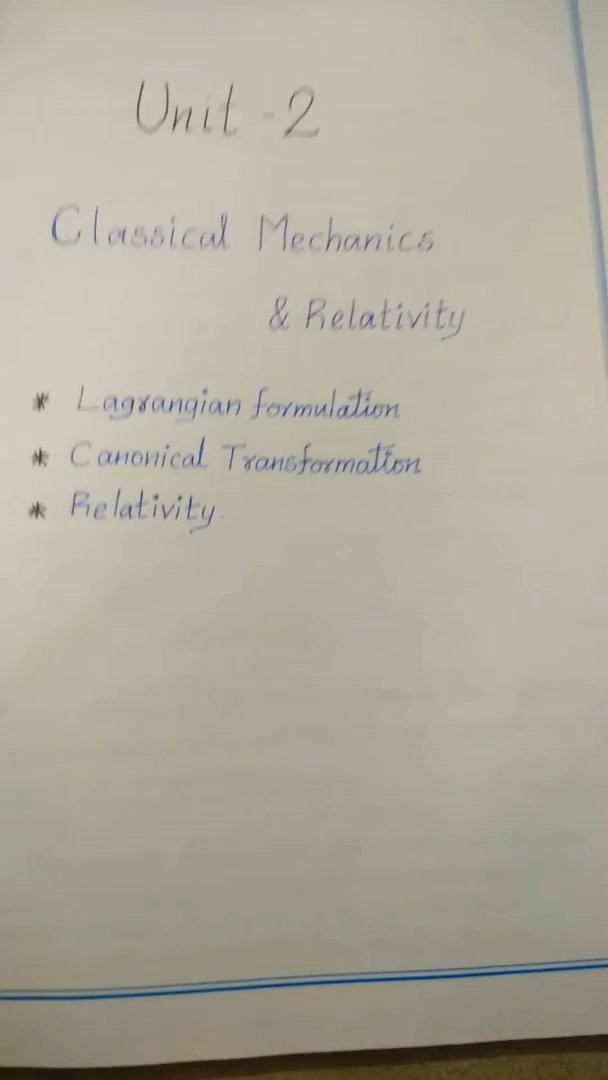 Unit - 2
Classical Mechanics
& Relativity
* Lagrangian formulation
* Canonical Transformation
* Relativity.